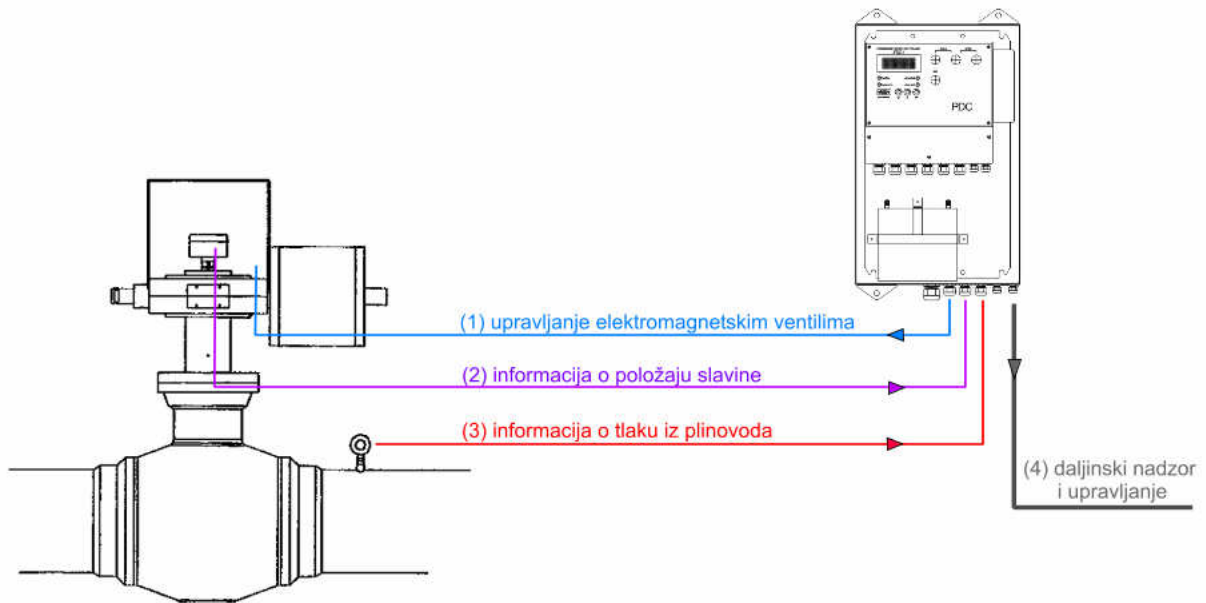 PDC
(1) upravljanje elektromagnetskim ventilima
(2) informacija o položaju slavine
(3) informacija o tlaku iz plinovoda
(4) daljinski nadzor
i upravljanje